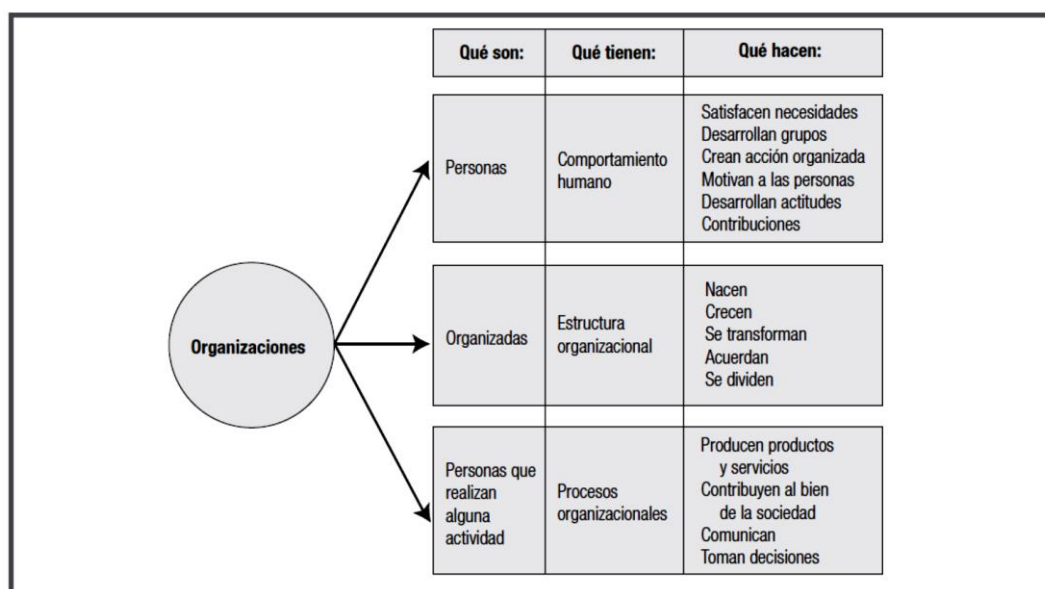 Qué son:
Qué tienen:
Qué hacen:
Personas
Comportamiento
humano
Satisfacen necesidades
Desarrollan grupos
Crean acción organizada
Motivan a las personas
Desarrollan actitudes
Contribuciones
Organizaciones
Organizadas
Estructura
organizacional
Nacen
Crecen
Se transforman
Acuerdan
Se dividen
Personas que
realizan
alguna
actividad
Procesos
organizacionales
Producen productos
y servicios
Contribuyen al bien
de la sociedad
Comunican
Toman decisiones